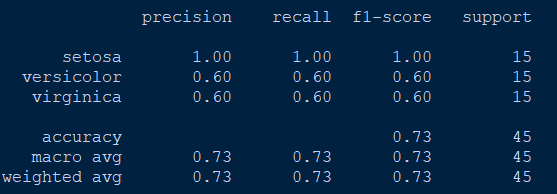 precision recall f1-score support
setosa 1.00 1.00 1.00 15
versicolor 0.60 0.60 0.60 15
virginica 0.60 0.60 0.60 15
accuracy 0.73 45
macro avg 0.73 0.73 0.73 45
weighted avg 0.73 0.73 0.73 45